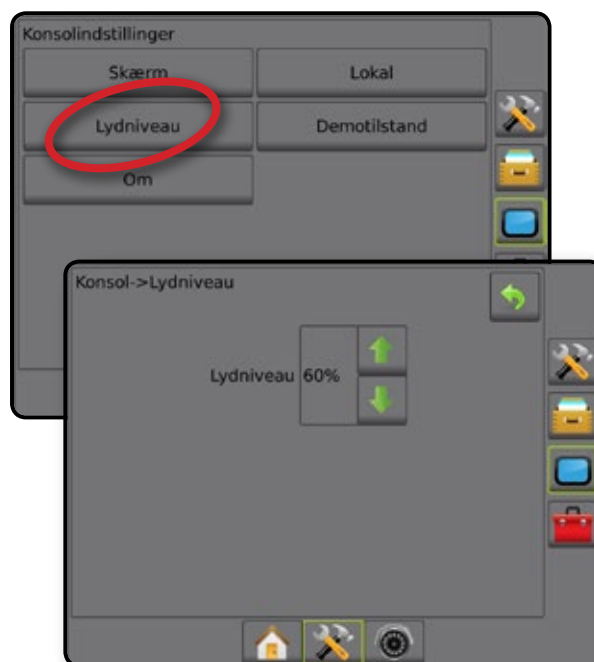 Konsolindstillinger
Skærm Lokal
Lydniveau Demotilstand
Om
Konsol->Lydniveau
Lydniveau 60%